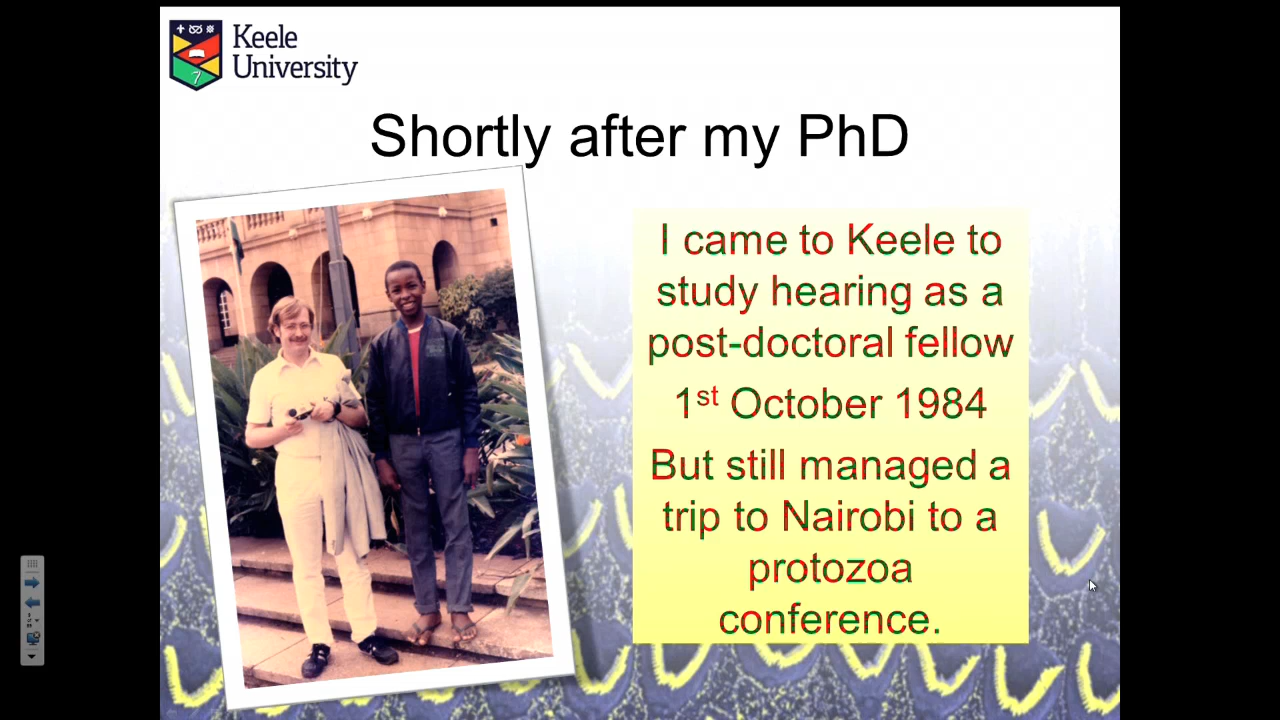 Keele
University
Shortly after my PhD
I came to Keele to
study hearing as a
post-doctoral fellow
1st October 1984
But still managed a
trip to Nairobi to a
protozoa
conference.